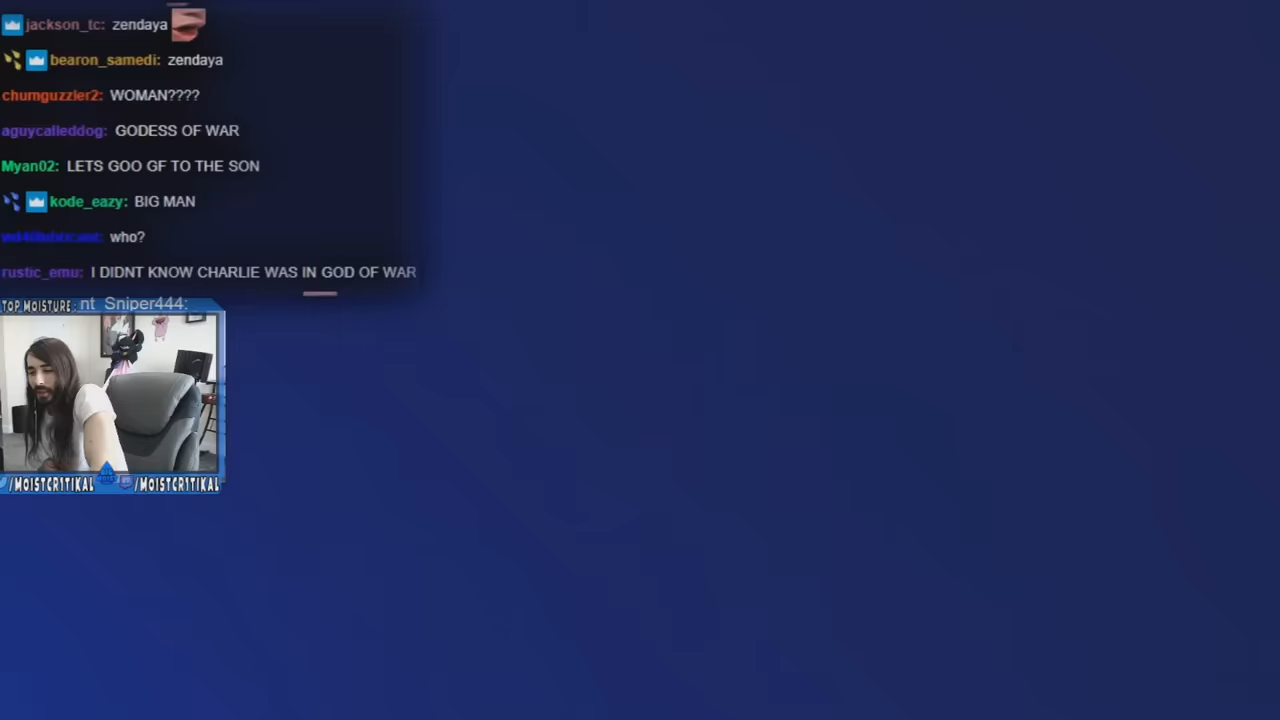 jackson_tc: zendaya
bearon_samedi: zendaya
chumguzzler2: WOMAN????
aguycalleddog: GODESS OF WAR
Myan02: LETS GOO GF TO THE SON
kode_eazy: BIG MAN
who?
rustic_emu: I DIDNT KNOW CHARLIE WAS IN GOD OF WAR
TOP MOISTURE: nt Sniper444:
/MOISTCR1TIKAL /MOISTCR1TIKAL